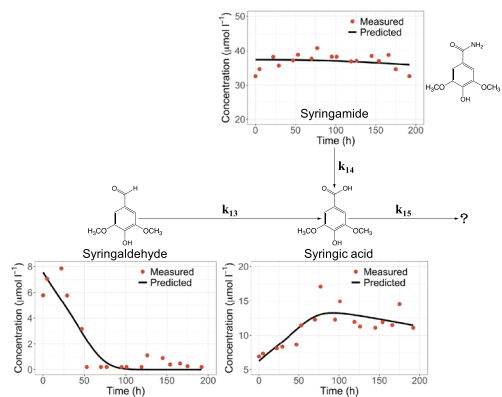 50
40
30
20
Concentration (μmol l⁻¹)
Measured
Predicted
Syringamide
0 50 100 150 200
Time (h)
O NH₂
H₃CO OCH₃
OH
k₁₄
O H
H₃CO OCH₃
OH
Syringaldehyde
k₁₃
O OH
H₃CO OCH₃
OH
Syringic acid
k₁₅
?
8
6
4
2
0
Concentration (μmol l⁻¹)
Measured
Predicted
0 50 100 150 200
Time (h)
20
15
10
5
Concentration (μmol l⁻¹)
Measured
Predicted
0 50 100 150 200
Time (h)